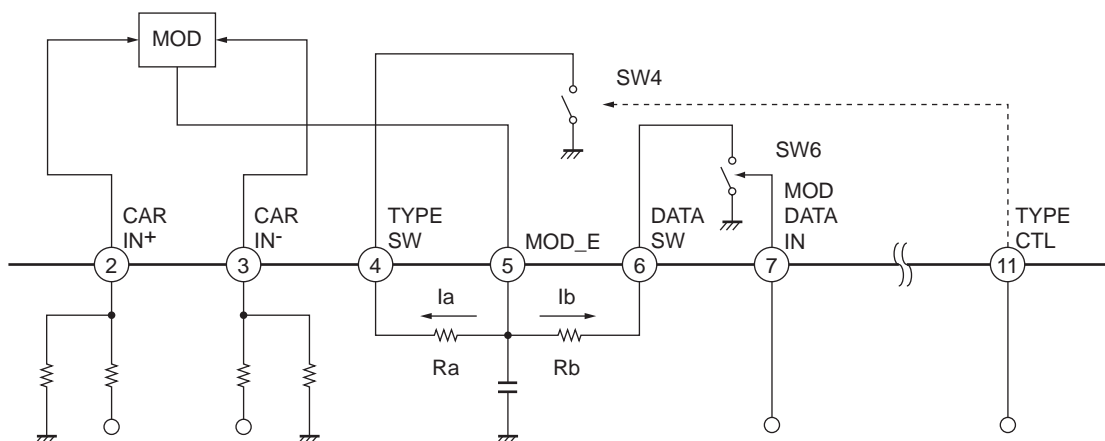 MOD
SW4
SW6
MOD
DATA
IN
CAR
IN+
CAR
IN-
TYPE
SW
MOD_E
DATA
SW
TYPE
CTL
2
3
4
5
6
7
11
Ia
Ib
Ra
Rb